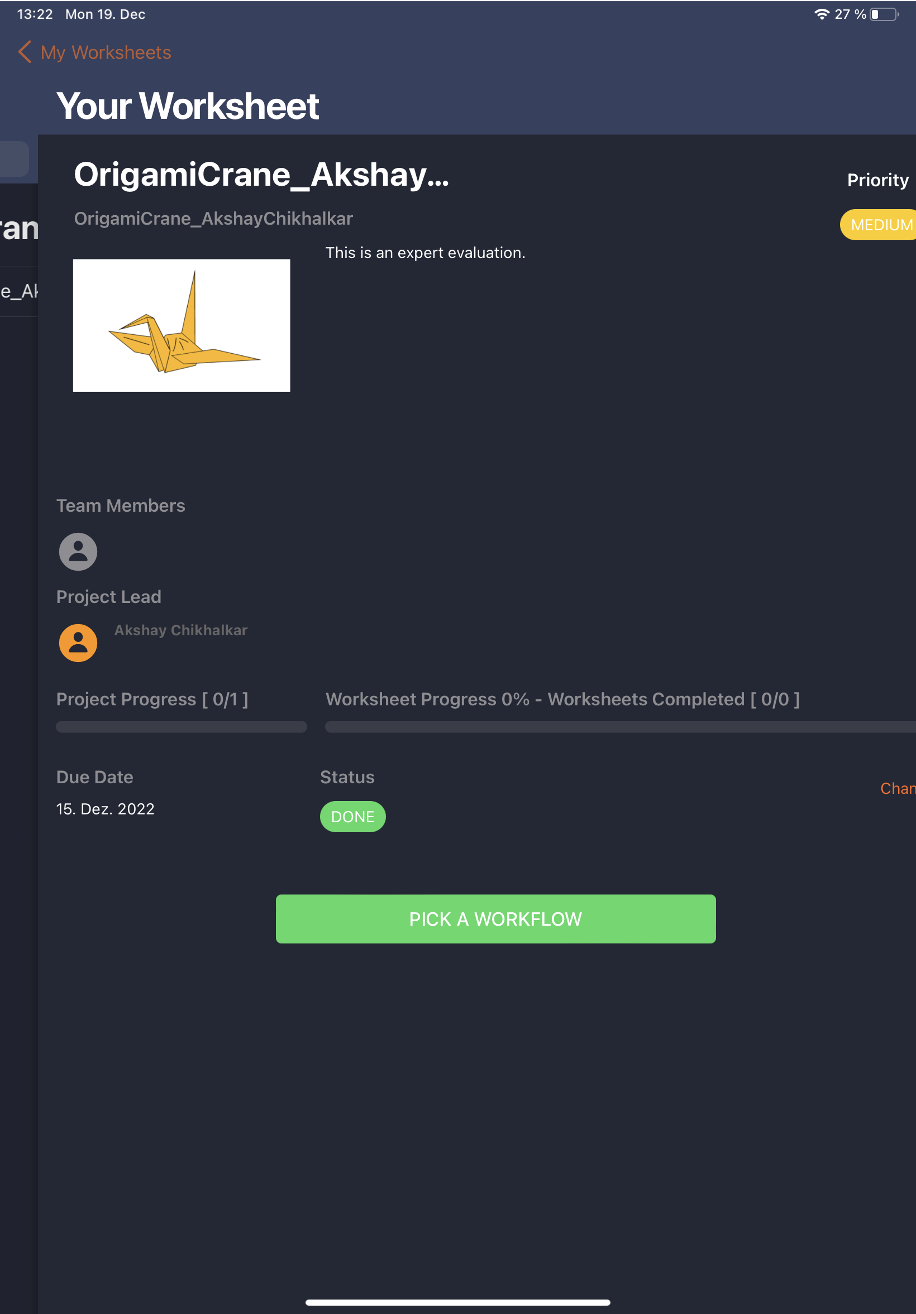 13:22 Mon 19. Dec 27 %
My Worksheets
Your Worksheet
OrigamiCrane_Akshay...
Priority
OrigamiCrane_AkshayChikhalkar
MEDIUM
This is an expert evaluation.
Team Members
Project Lead
Akshay Chikhalkar
Project Progress [ 0/1 ] Worksheet Progress 0% - Worksheets Completed [ 0/0 ]
Due Date Status
Chan
15. Dez. 2022 DONE
PICK A WORKFLOW